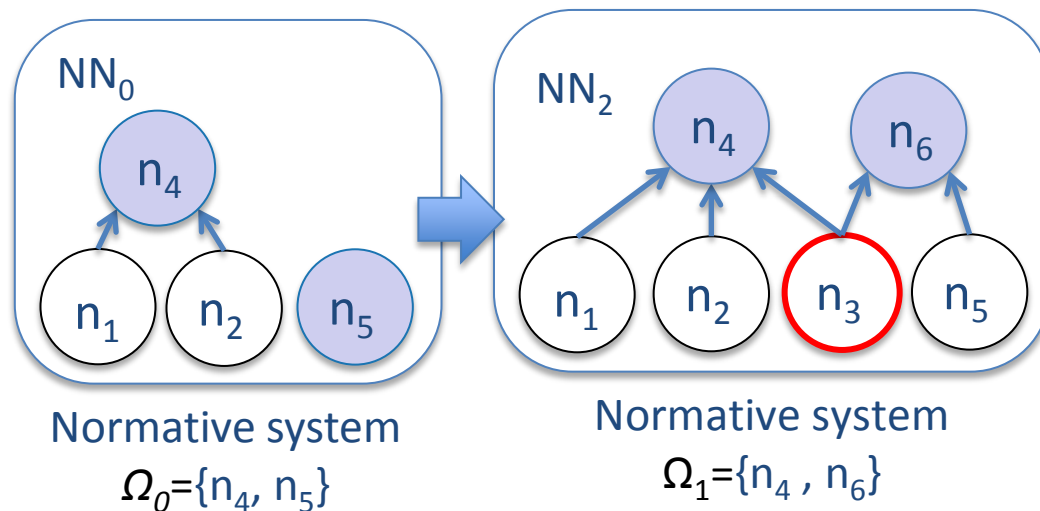 NN₀
n₄
n₁ n₂ n₅
Normative system
Ω₀={n₄, n₅}
NN₂
n₄ n₆
n₁ n₂ n₃ n₅
Normative system
Ω₁={n₄ , n₆}